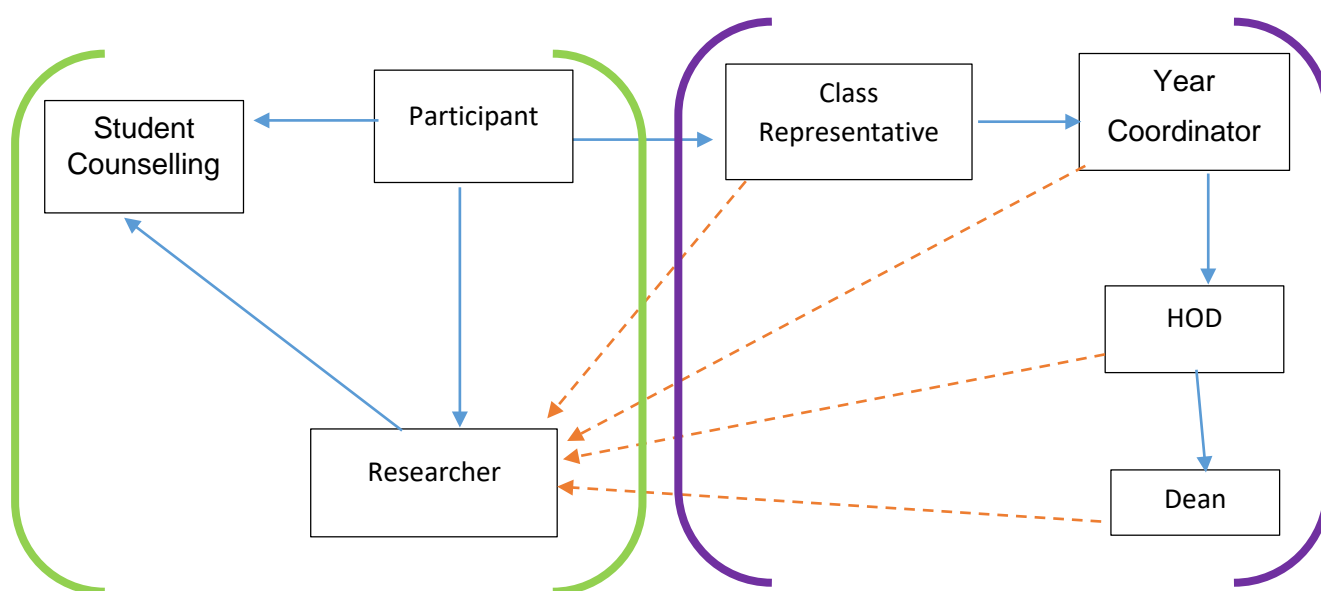 Student
Counselling
Participant
Class
Representative
Year
Coordinator
HOD
Researcher
Dean